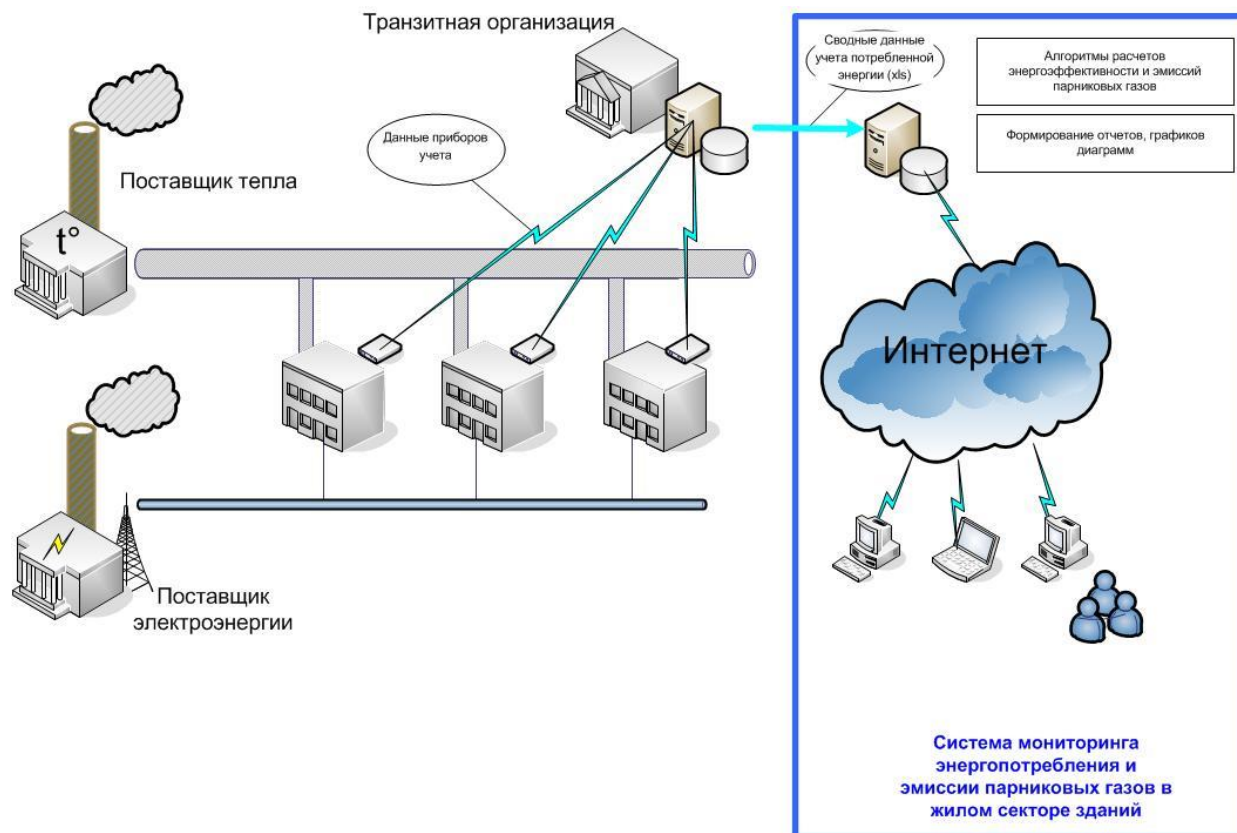 Транзитная организация
Сводные данные
учета потребленной
энергии (xls)
Алгоритмы расчетов
энергоэффективности и эмиссий
парниковых газов
Формирование отчетов, графиков
диаграмм
Данные приборов
учета
Поставщик тепла
t°
Интернет
Поставщик
электроэнергии
Система мониторинга
энергопотребления и
эмиссии парниковых газов в
жилом секторе зданий